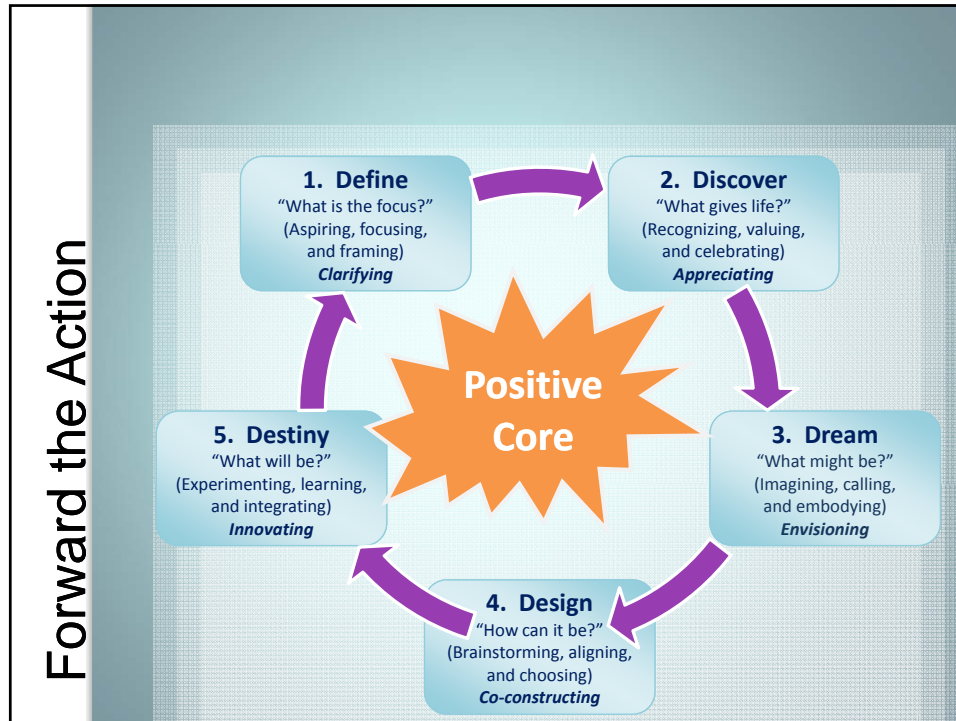 Forward the Action
1. Define
“What is the focus?”
(Aspiring, focusing,
and framing)
Clarifying
2. Discover
“What gives life?”
(Recognizing, valuing,
and celebrating)
Appreciating
Positive
Core
3. Dream
“What might be?”
(Imagining, calling,
and embodying)
Envisioning
4. Design
“How can it be?”
(Brainstorming, aligning,
and choosing)
Co-constructing
5. Destiny
“What will be?”
(Experimenting, learning,
and integrating)
Innovating